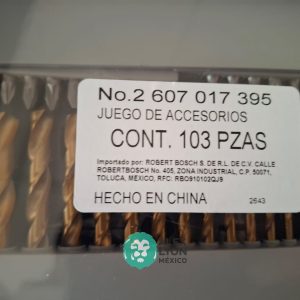 No.2 607 017 395
JUEGO DE ACCESORIOS
CONT. 103 PZAS
Importado por: ROBERT BOSCH S. DE R.L. DE C.V. CALLE
ROBERTBOSCH No. 405, ZONA INDUSTRIAL, C.P. 50071,
TOLUCA, MÉXICO, RFC: RBO910102QJ9
HECHO EN CHINA
2643
LION
MÉXICO